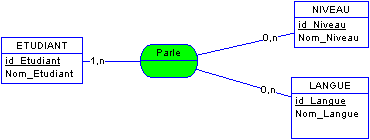 NIVEAU
id_Niveau
Nom_Niveau
0,n
ETUDIANT
id_Etudiant
Nom_Etudiant
1,n
Parle
0,n
LANGUE
id_Langue
Nom_Langue